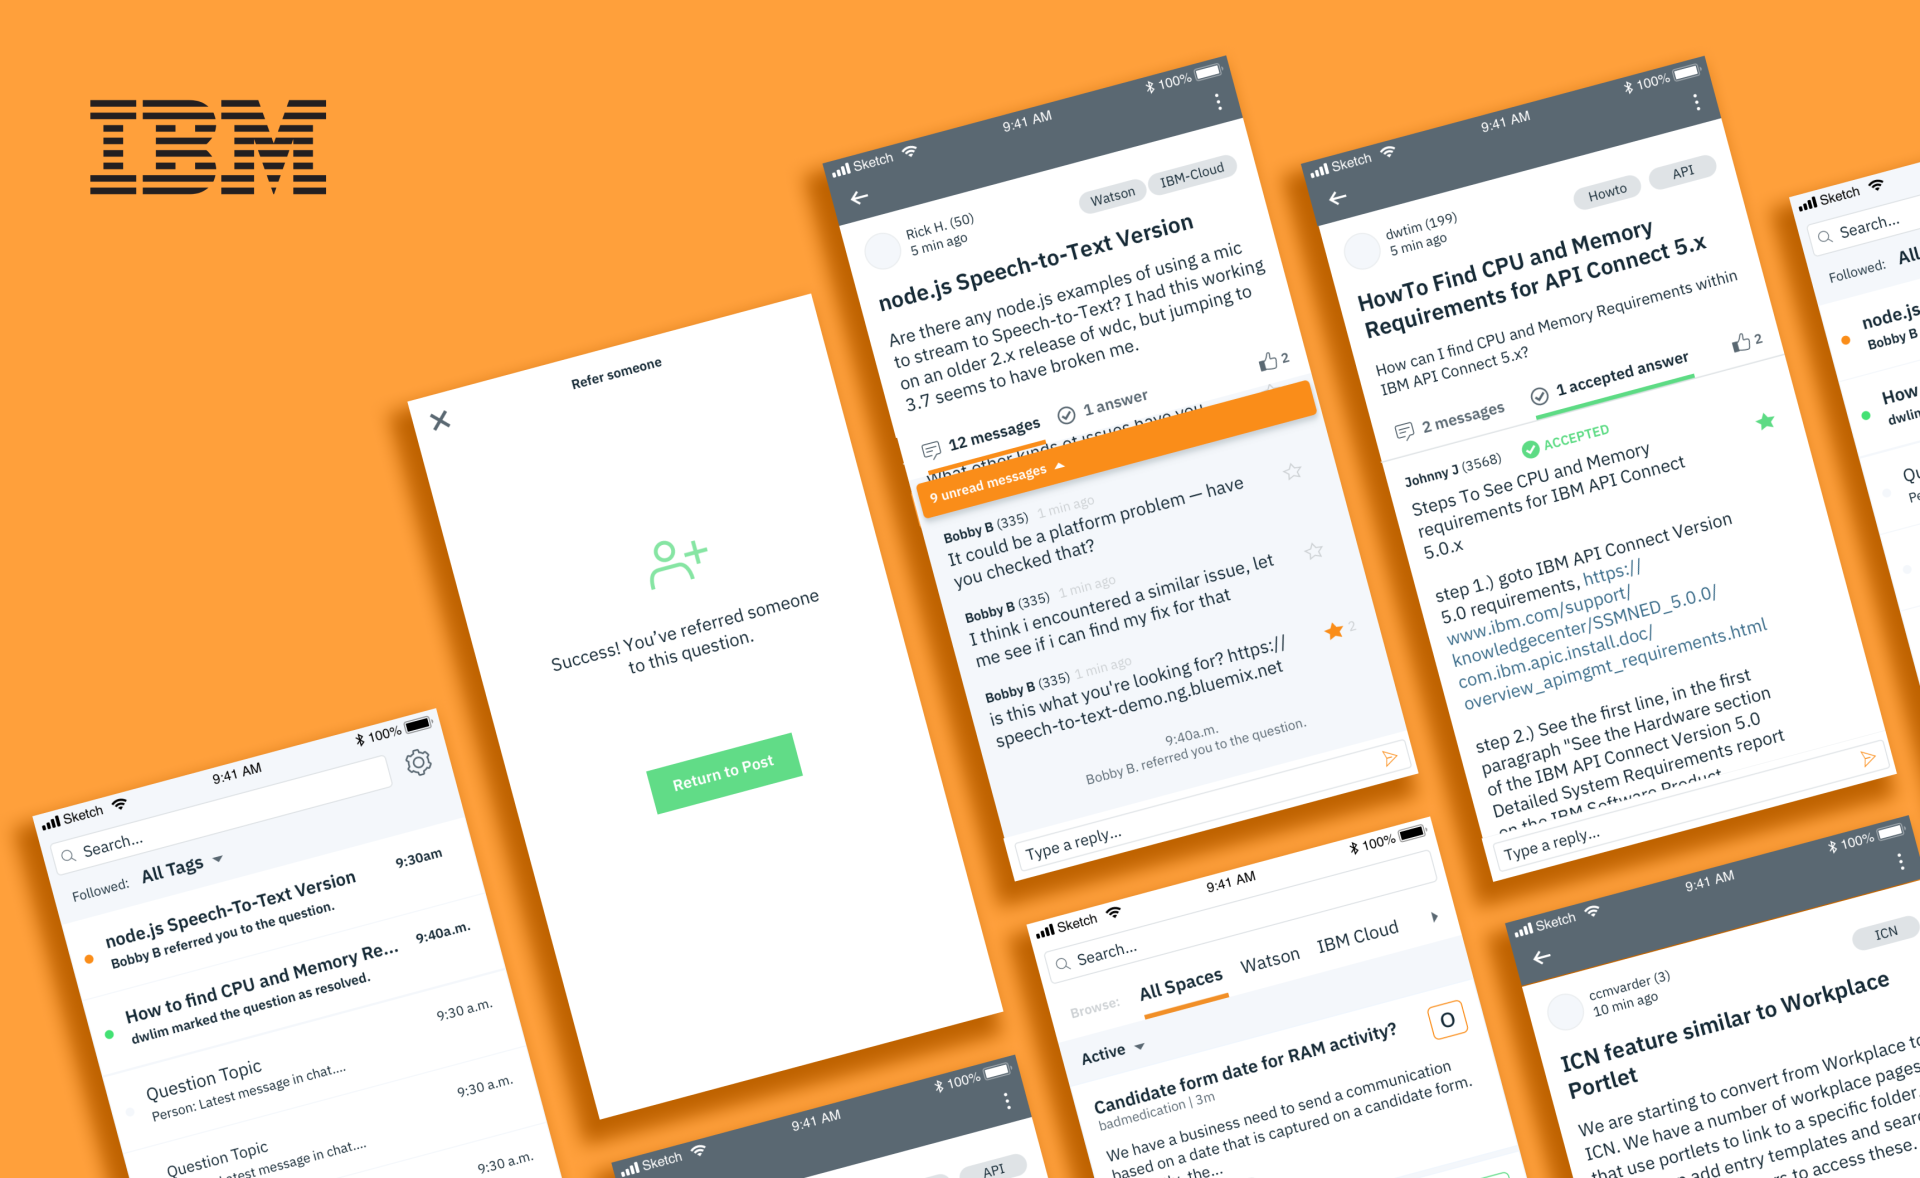 IBM
Sketch
9:41 AM
100%
Search...
Followed: All Tags
node.js Speech-To-Text Version
9:30am
Bobby B referred you to the question.
How to find CPU and Memory Re...
9:40a.m.
dwlim marked the question as resolved.
Question Topic
9:30 a.m.
Person: Latest message in chat....
Question Topic
9:30 a.m.
atest message in chat....
9:30 a.m.
Refer someone
Success! You've referred someone
to this question.
Return to Post
Sketch
9:41 AM
100%
API
Sketch
9:41 AM
100%
Rick H. (50)
5 min ago
Watson
IBM-Cloud
node.js Speech-to-Text Version
Are there any node.js examples of using a mic
to stream to Speech-to-Text? I had this working
on an older 2.x release of wdc, but jumping to
3.7 seems to have broken me.
2
12 messages
1 answer
What other kinds of issues have you
9 unread messages
Bobby B (335) 1 min ago
It could be a platform problem — have
you checked that?
Bobby B (335) 1 min ago
I think i encountered a similar issue, let
me see if i can find my fix for that
2
Bobby B (335) 1 min ago
is this what you're looking for? https://
speech-to-text-demo.ng.bluemix.net
9:40a.m.
Bobby B. referred you to the question.
Type a reply...
Sketch
9:41 AM
100%
Search...
Browse: All Spaces Watson IBM Cloud
Active
Candidate form date for RAM activity?
O
badmedication | 3m
We have a business need to send a communication
based on a date that is captured on a candidate form.
the...
Sketch
9:41 AM
100%
dwtim (199)
5 min ago
Howto
API
HowTo Find CPU and Memory
Requirements for API Connect 5.x
How can I find CPU and Memory Requirements within
IBM API Connect 5.x?
2
2 messages
1 accepted answer
Johnny J (3568) ACCEPTED
Steps To See CPU and Memory
requirements for IBM API Connect
5.0.x
step 1.) goto IBM API Connect Version
5.0 requirements, https://
www.ibm.com/support/
knowledgecenter/SSMNED_5.0.0/
com.ibm.apic.install.doc/
overview_apimgmt_requirements.html
step 2.) See the first line, in the first
paragraph "See the Hardware section
of the IBM API Connect Version 5.0
Detailed System Requirements report
on the IBM Software Product
Type a reply...
Sketch
9:41 AM
100%
ICN
ccmvarder (3)
10 min ago
ICN feature similar to Workplace
Portlet
We are starting to convert from Workplace to
ICN. We have a number of workplace pages
that use portlets to link to a specific folder.
add entry templates and sear
to access these.
Sketch
Search...
Followed: All
node.js
Bobby B
How
dwlim
Qu
Pe